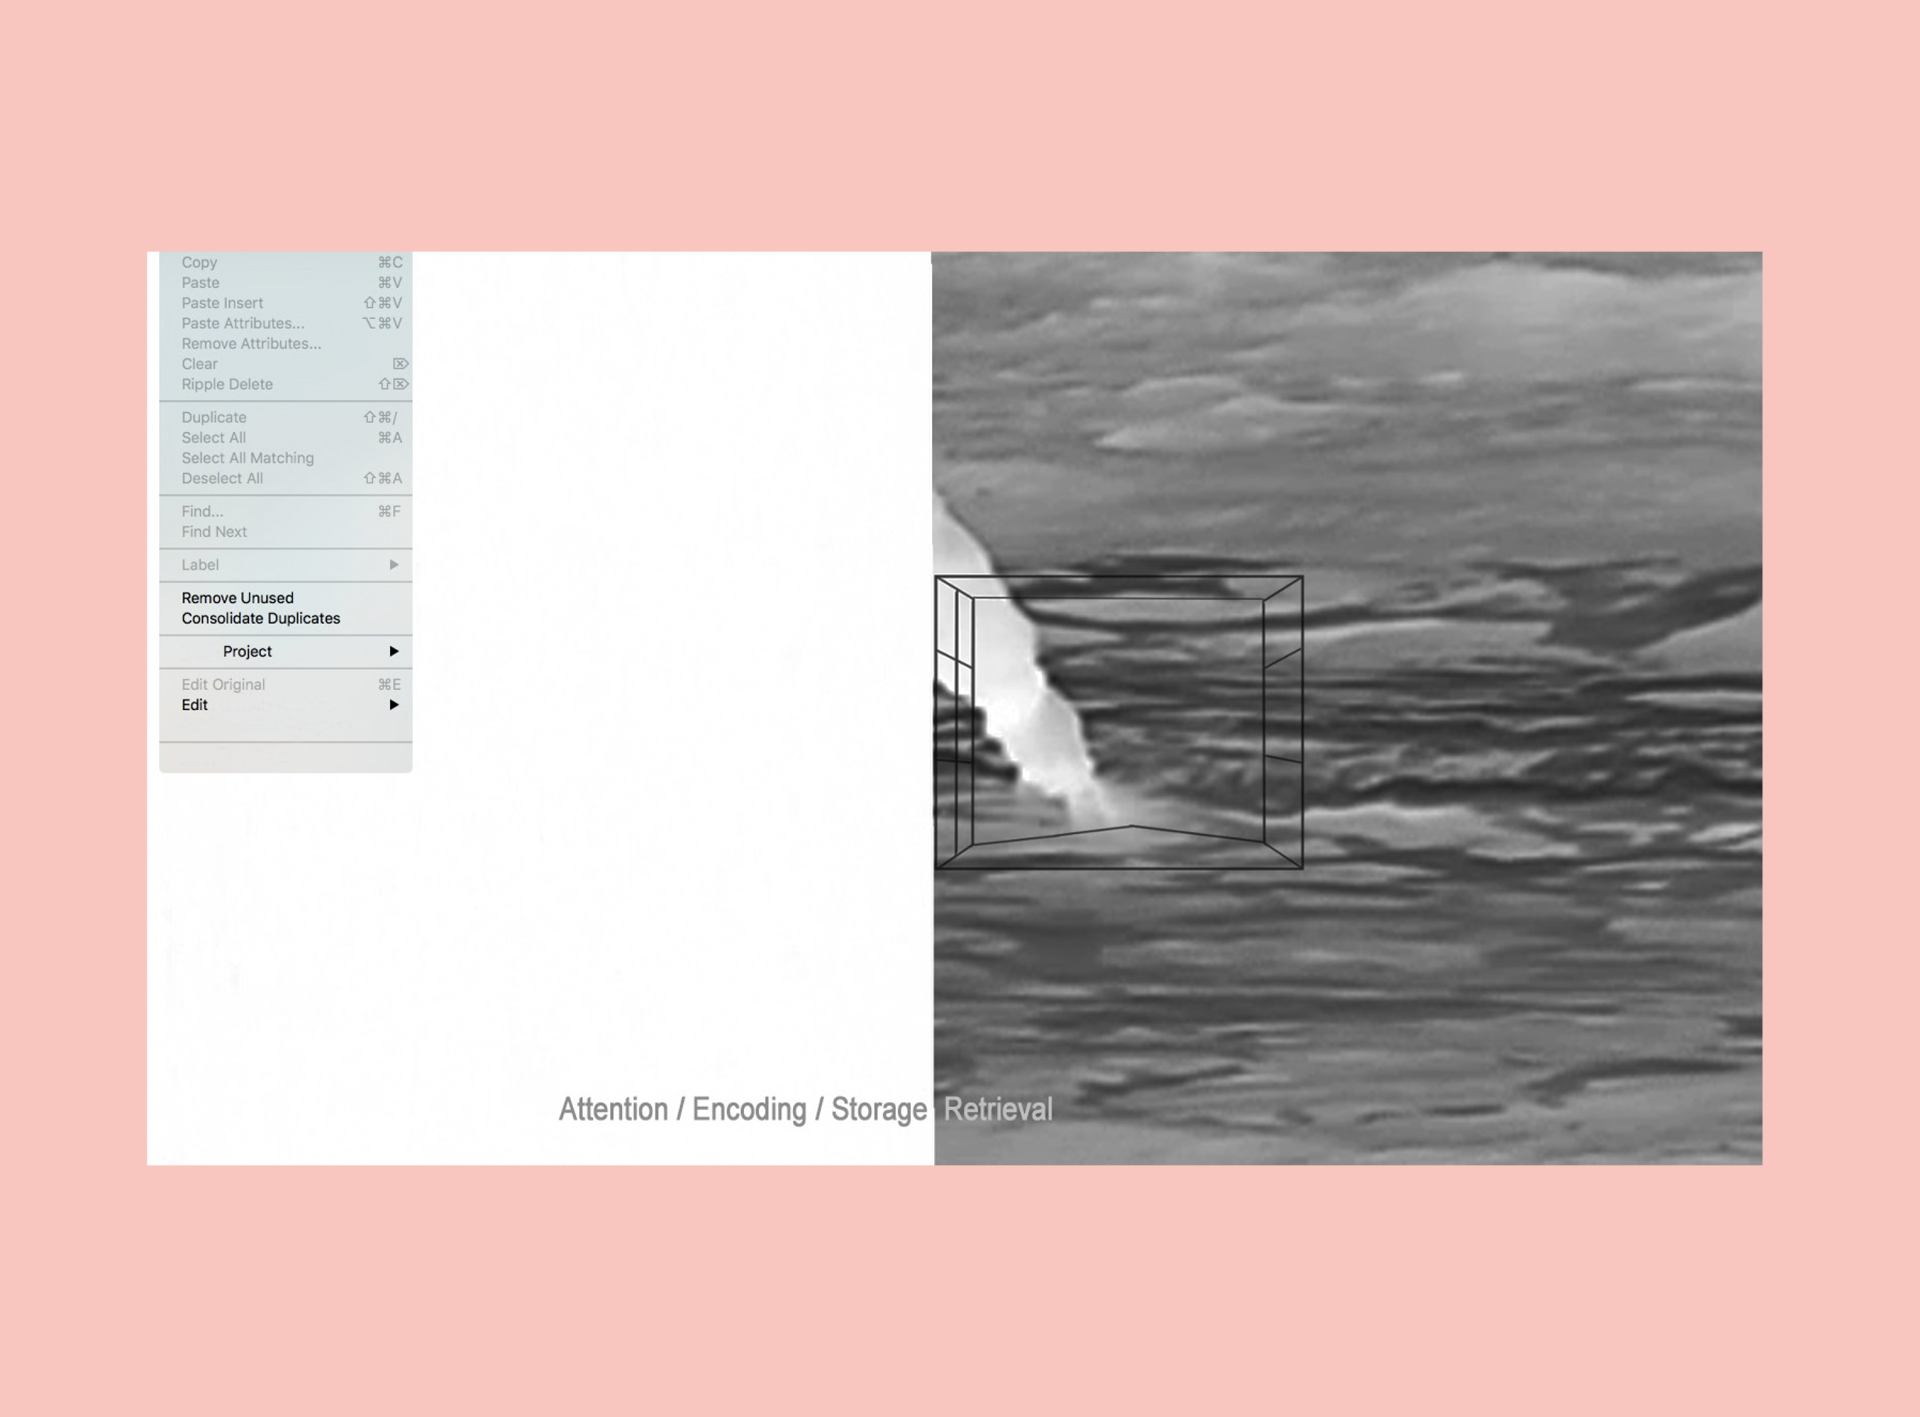 Copy ⌘C
Paste ⌘V
Paste Insert ⇧⌘V
Paste Attributes... ⌥⌘V
Remove Attributes...
Clear ⌦
Ripple Delete ⇧⌦
Duplicate ⇧⌘/
Select All ⌘A
Select All Matching
Deselect All ⇧⌘A
Find... ⌘F
Find Next
Label ▶
Remove Unused
Consolidate Duplicates
Project ▶
Edit Original ⌘E
Edit ▶
Attention / Encoding / Storage Retrieval